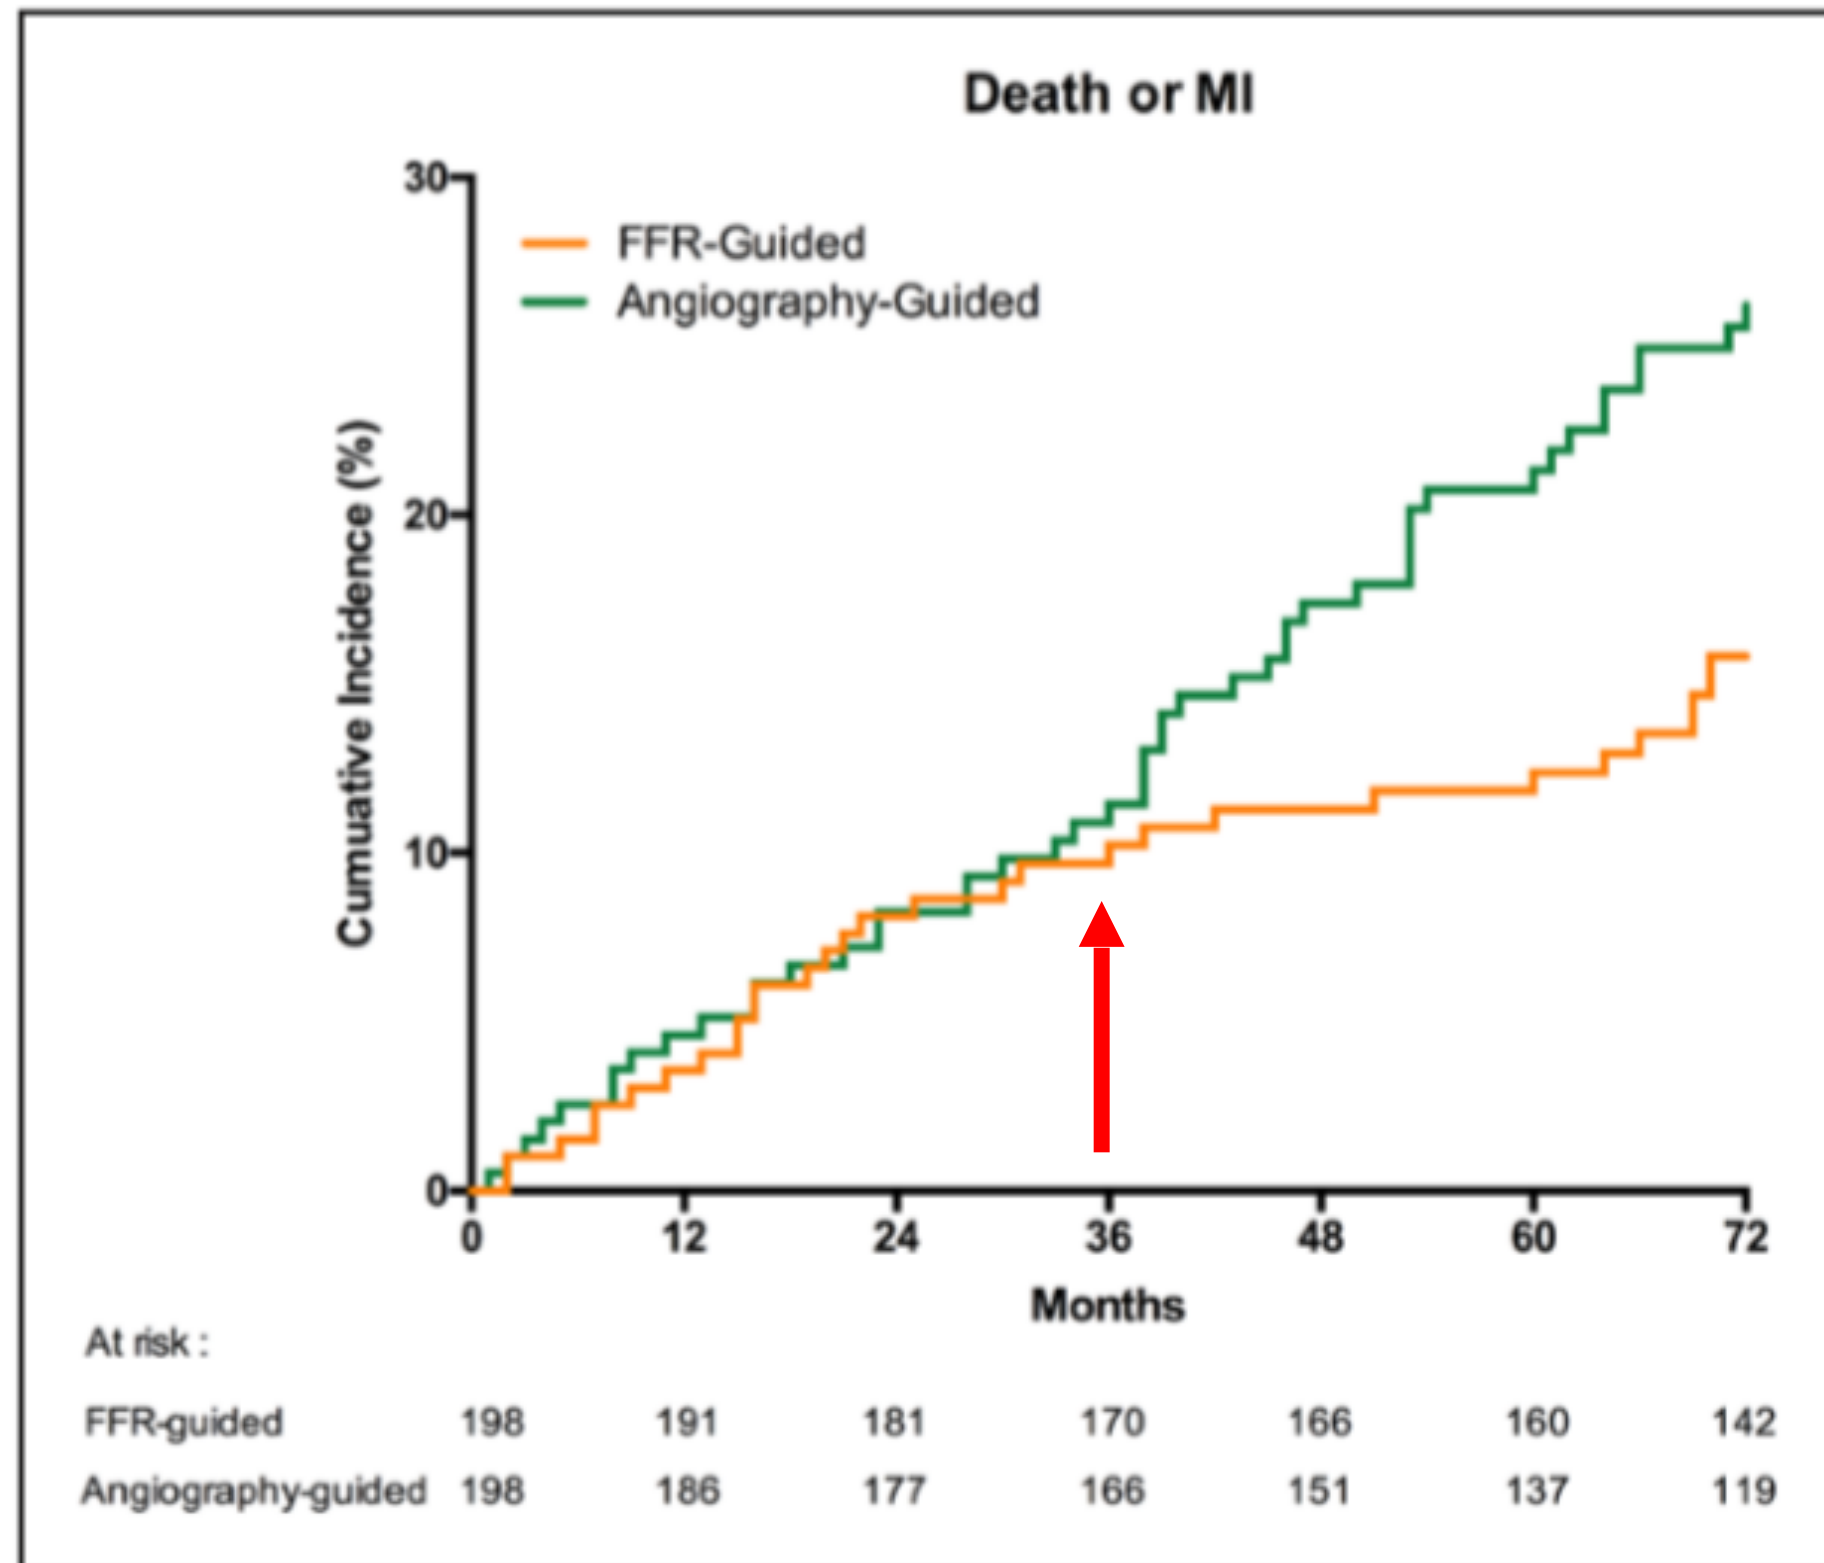 Death or MI
30
FFR-Guided
Angiography-Guided
Cumuative Incidence (%)
20
10
0
0 12 24 36 48 60 72
Months
At risk :
FFR-guided 198 191 181 170 166 160 142
Angiography-guided 198 186 177 166 151 137 119